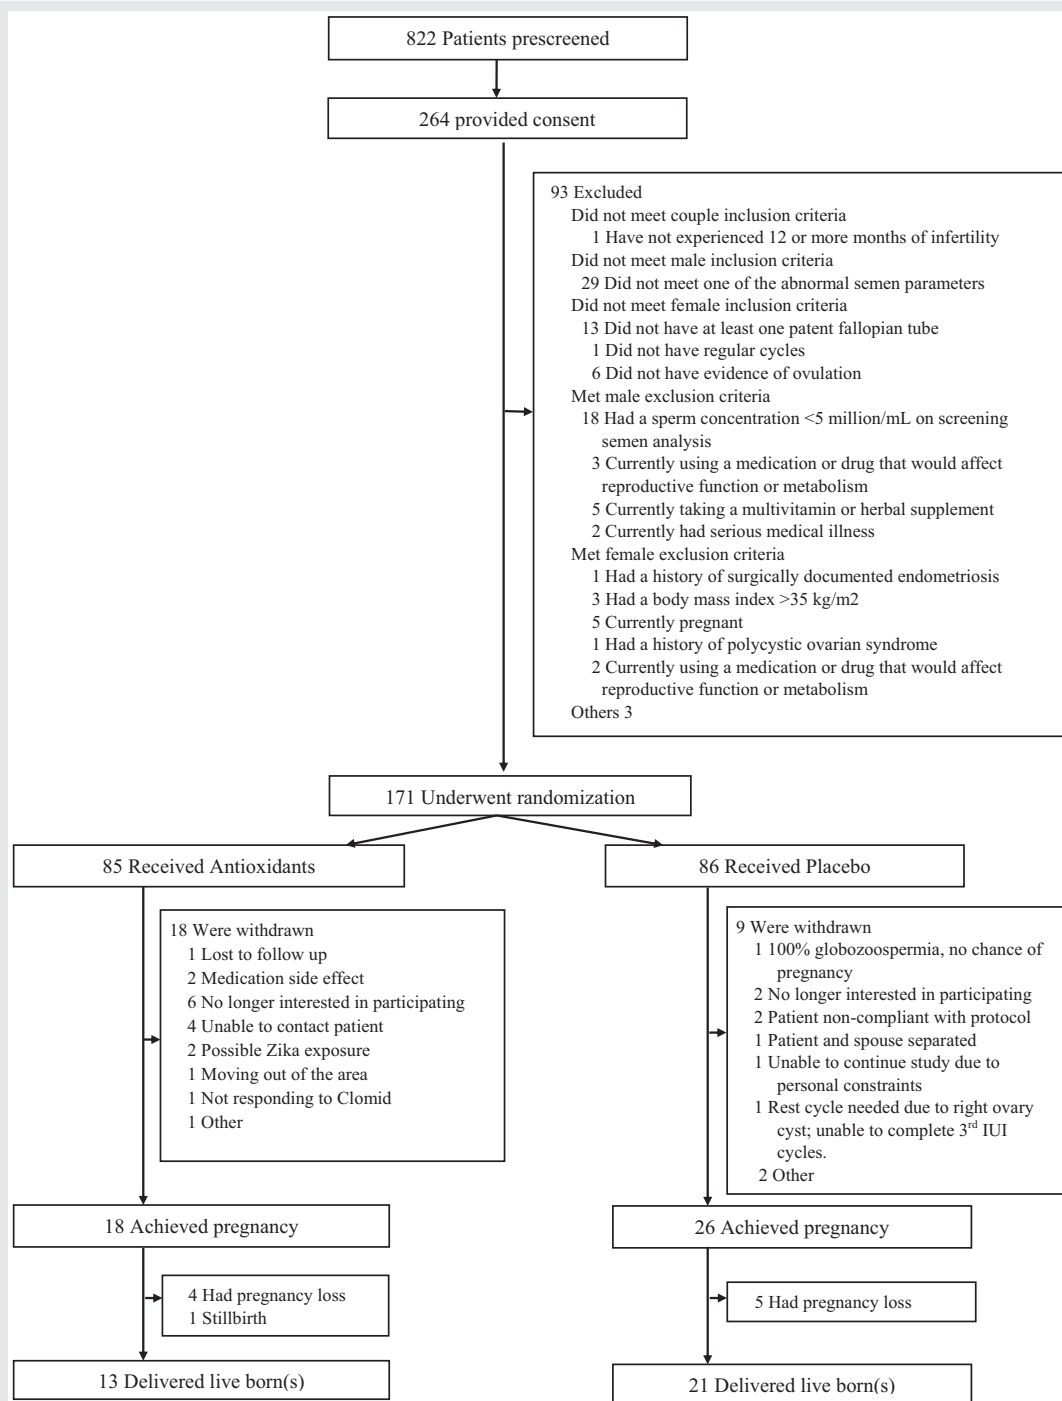 822 Patients prescreened
264 provided consent
93 Excluded
Did not meet couple inclusion criteria
1 Have not experienced 12 or more months of infertility
Did not meet male inclusion criteria
29 Did not meet one of the abnormal semen parameters
Did not meet female inclusion criteria
13 Did not have at least one patent fallopian tube
1 Did not have regular cycles
6 Did not have evidence of ovulation
Met male exclusion criteria
18 Had a sperm concentration <5 million/mL on screening
semen analysis
3 Currently using a medication or drug that would affect
reproductive function or metabolism
5 Currently taking a multivitamin or herbal supplement
2 Currently had serious medical illness
Met female exclusion criteria
1 Had a history of surgically documented endometriosis
3 Had a body mass index >35 kg/m2
5 Currently pregnant
1 Had a history of polycystic ovarian syndrome
2 Currently using a medication or drug that would affect
reproductive function or metabolism
Others 3
171 Underwent randomization
85 Received Antioxidants
18 Were withdrawn
1 Lost to follow up
2 Medication side effect
6 No longer interested in participating
4 Unable to contact patient
2 Possible Zika exposure
1 Moving out of the area
1 Not responding to Clomid
1 Other
18 Achieved pregnancy
4 Had pregnancy loss
1 Stillbirth
13 Delivered live born(s)
86 Received Placebo
9 Were withdrawn
1 100% globozoospermia, no chance of
pregnancy
2 No longer interested in participating
2 Patient non-compliant with protocol
1 Patient and spouse separated
1 Unable to continue study due to
personal constraints
1 Rest cycle needed due to right ovary
cyst; unable to complete 3rd IUI
cycles.
2 Other
26 Achieved pregnancy
5 Had pregnancy loss
21 Delivered live born(s)